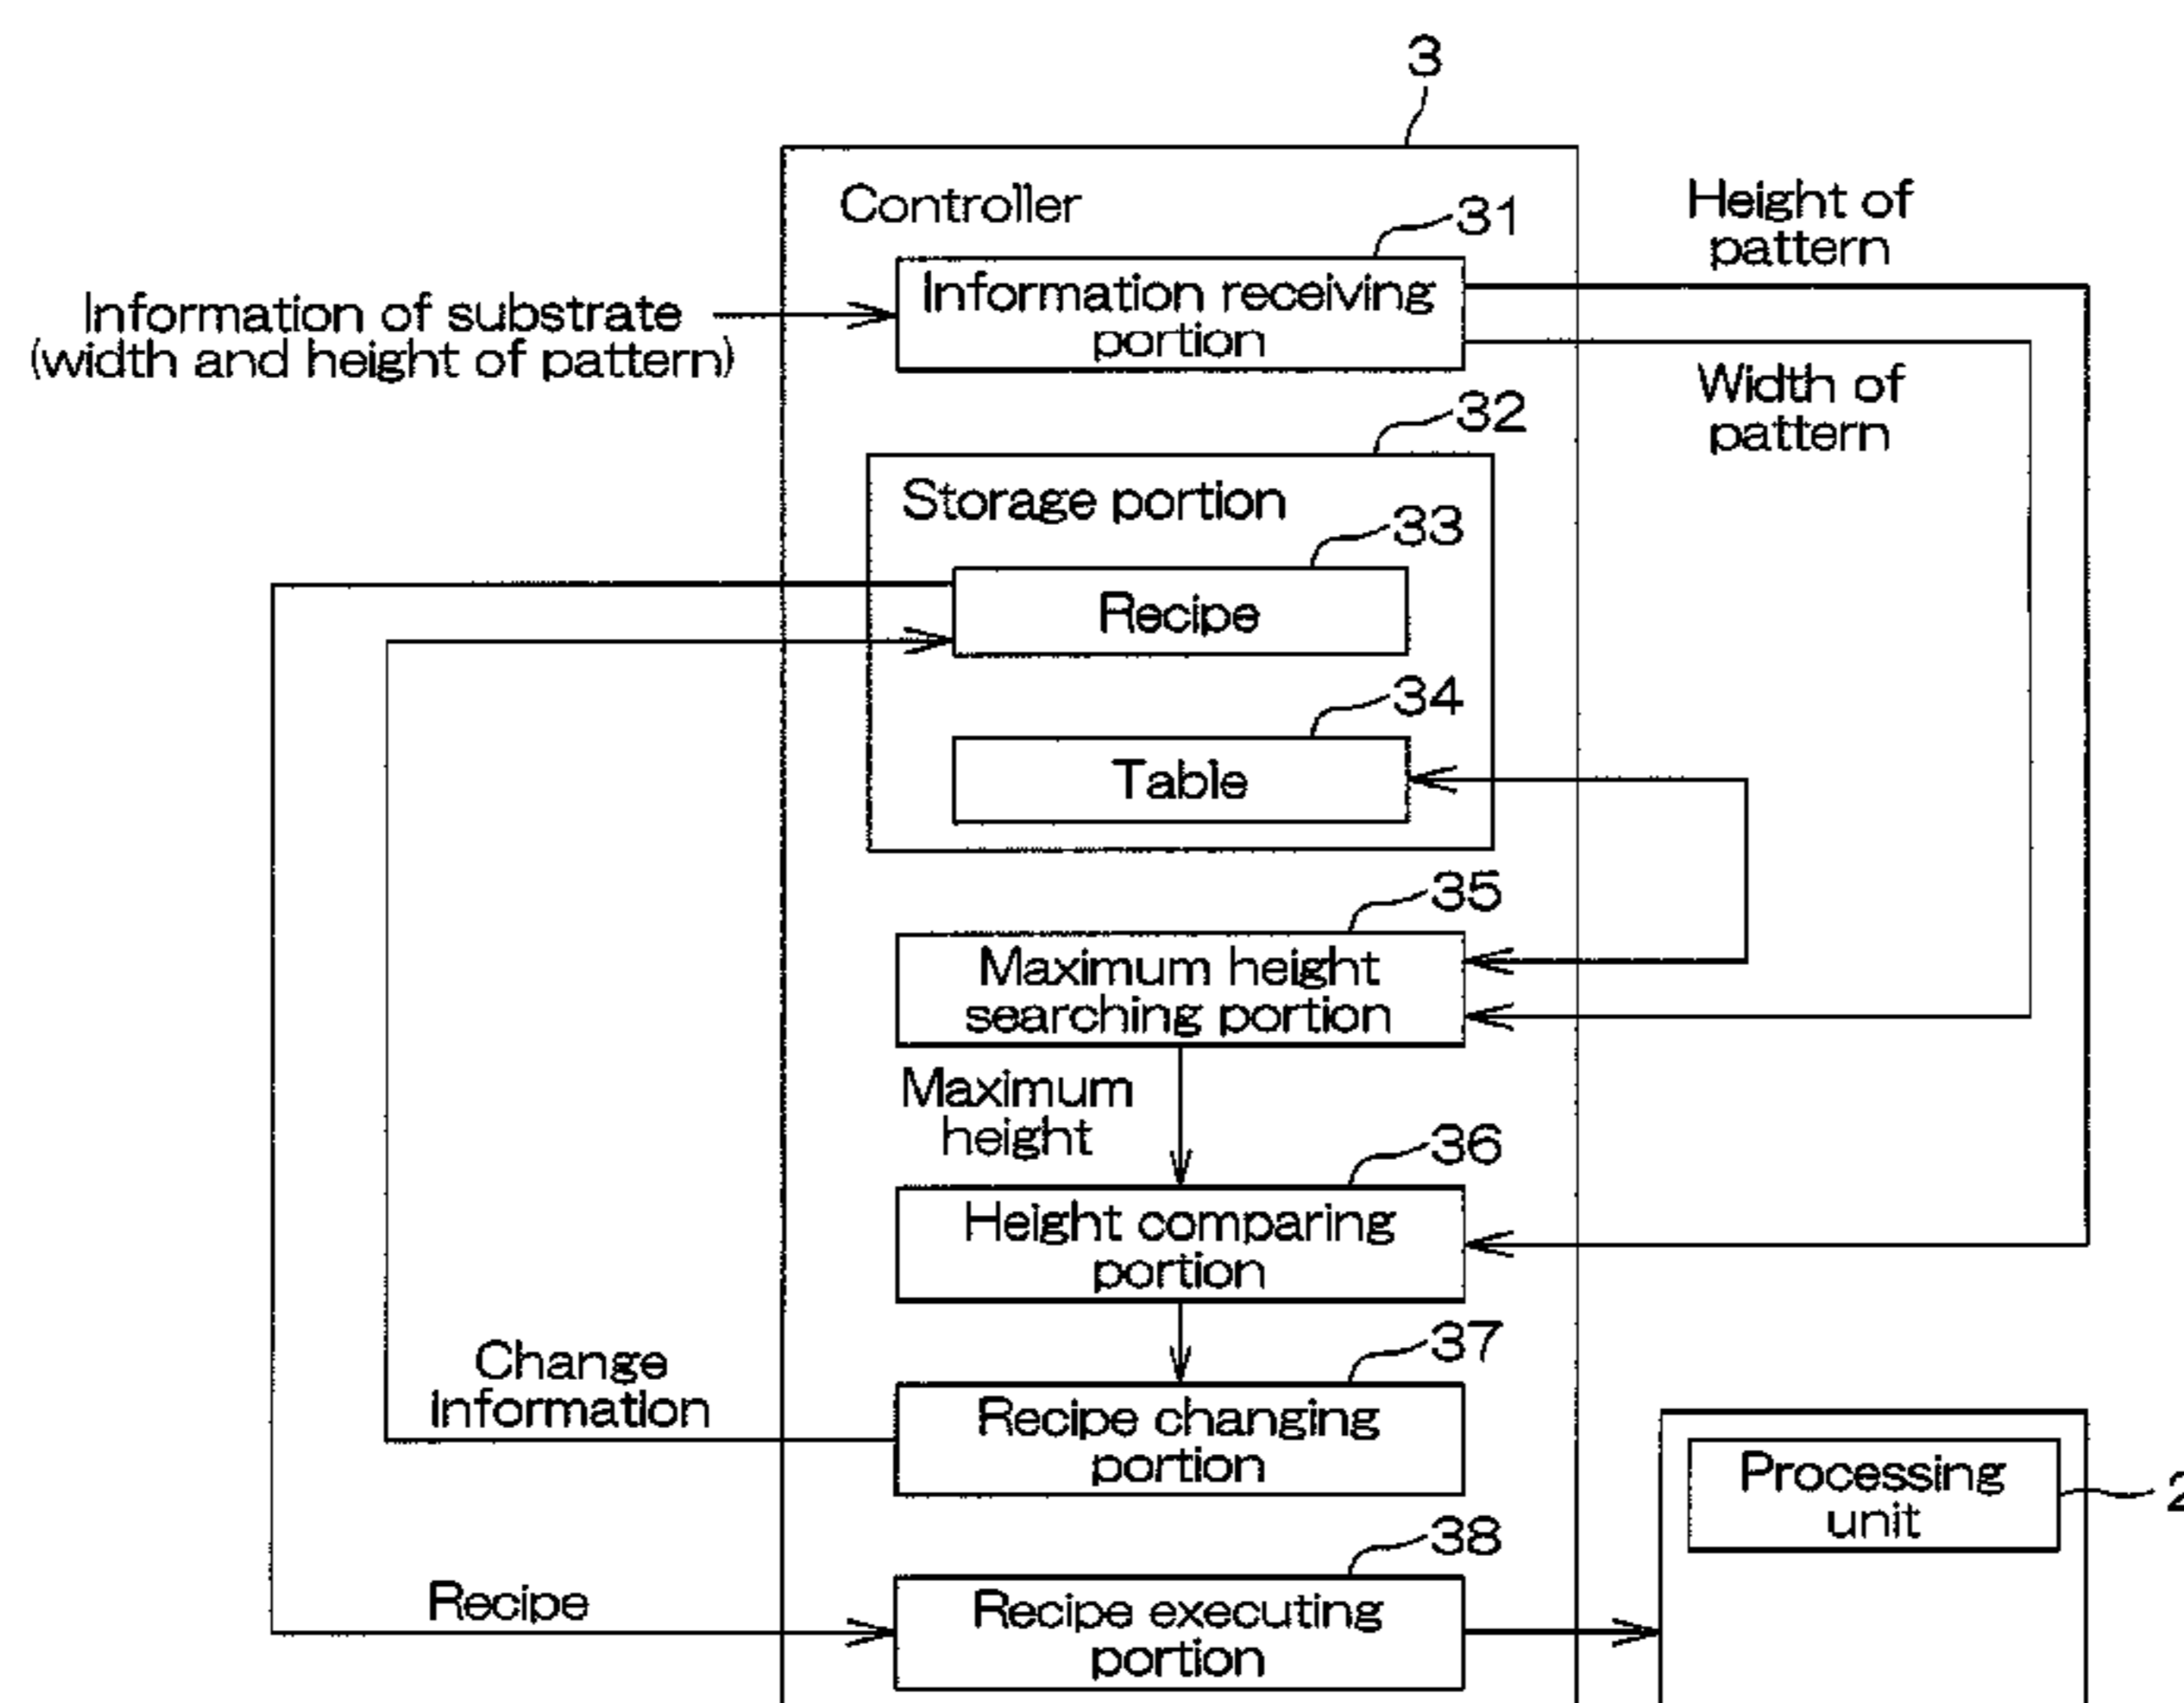 3
Controller
31
Height of
pattern
Information receiving
portion
Information of substrate
(width and height of pattern)
Width of
pattern
32
Storage portion
33
Recipe
34
Table
35
Maximum height
searching portion
Maximum
height
36
Height comparing
portion
37
Change
Information
Recipe changing
portion
Processing
unit
2
38
Recipe
Recipe executing
portion